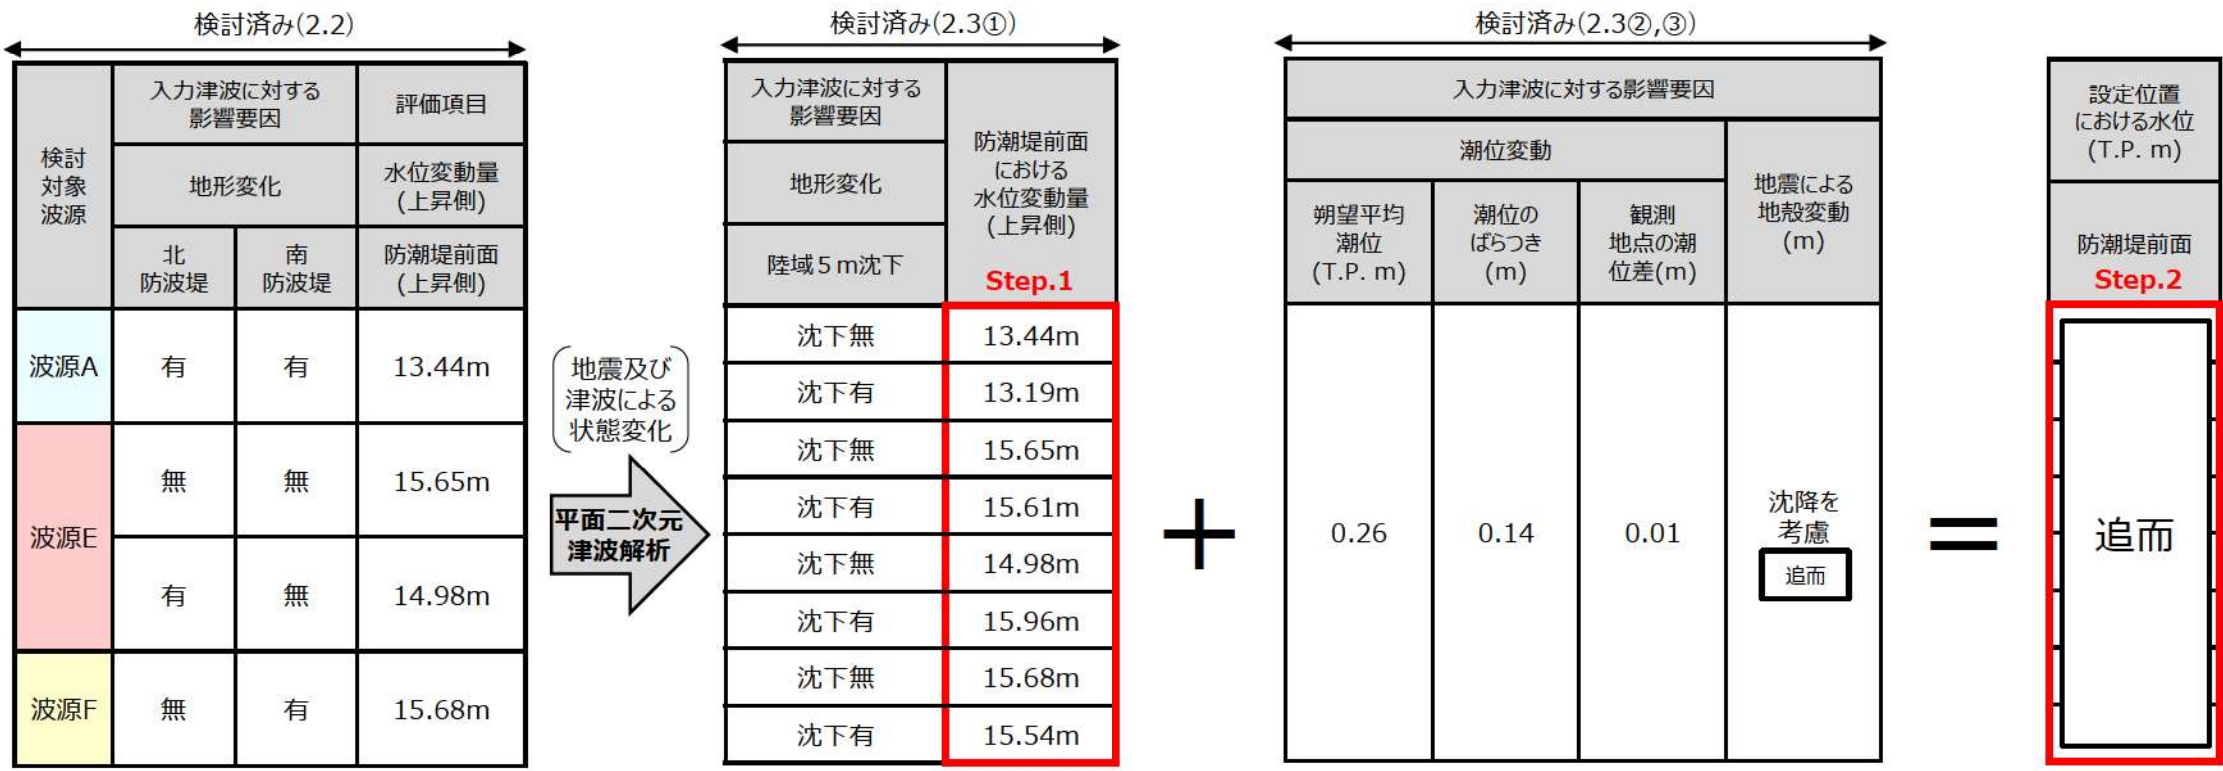 検討済み(2.2)
検討
対象
波源
入力津波に対する
影響要因
評価項目
地形変化
水位変動量
(上昇側)
北
防波堤
南
防波堤
防潮堤前面
(上昇側)
波源A
有
有
13.44m
波源E
無
無
15.65m
有
無
14.98m
波源F
無
有
15.68m
地震及び
津波による
状態変化
平面二次元
津波解析
検討済み(2.3①)
入力津波に対する
影響要因
地形変化
陸域５m沈下
防潮堤前面
における
水位変動量
(上昇側)
Step.1
沈下無
13.44m
沈下有
13.19m
沈下無
15.65m
沈下有
15.61m
沈下無
14.98m
沈下有
15.96m
沈下無
15.68m
沈下有
15.54m
+
検討済み(2.3②,③)
入力津波に対する影響要因
潮位変動
地震による
地殻変動
(m)
朔望平均
潮位
(T.P. m)
潮位の
ばらつき
(m)
観測
地点の潮
位差(m)
0.26
0.14
0.01
沈降を
考慮
追而
=
設定位置
における水位
(T.P. m)
防潮堤前面
Step.2
追而